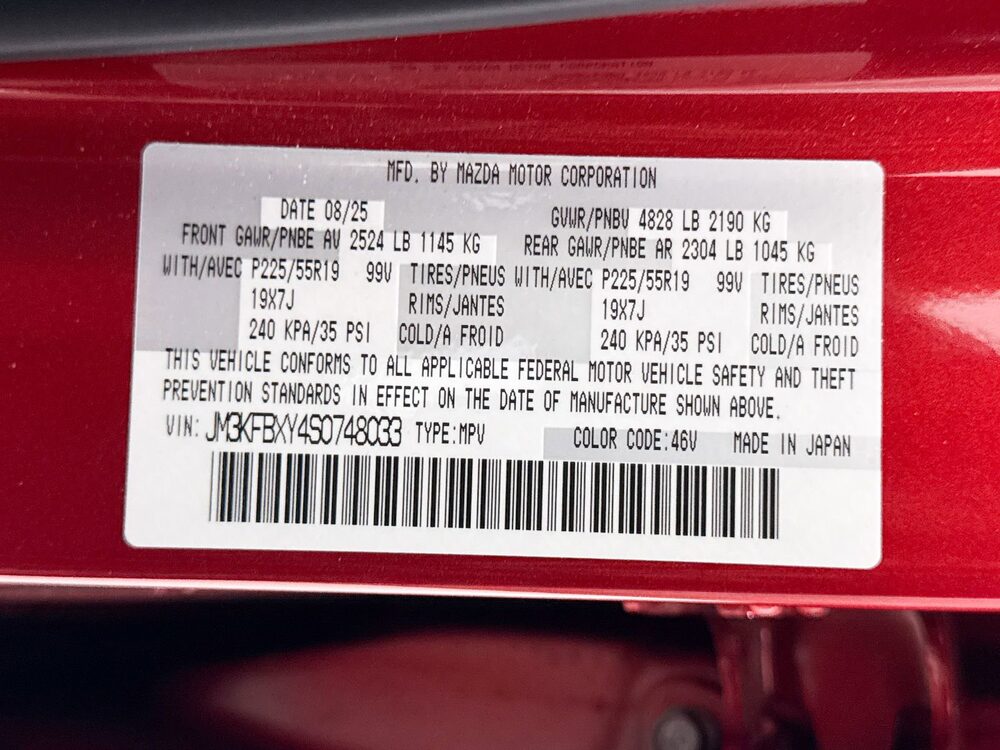 MFD. BY MAZDA MOTOR CORPORATION
DATE 08/25 GVWR/PNBV 4828 LB 2190 KG
FRONT GAWR/PNBE AV 2524 LB 1145 KG REAR GAWR/PNBE AR 2304 LB 1045 KG
WITH/AVEC P225/55R19 99V TIRES/PNEUS WITH/AVEC P225/55R19 99V TIRES/PNEUS
19X7J RIMS/JANTES 19X7J RIMS/JANTES
240 KPA/35 PSI COLD/A FROID 240 KPA/35 PSI COLD/A FROID
THIS VEHICLE CONFORMS TO ALL APPLICABLE FEDERAL MOTOR VEHICLE SAFETY AND THEFT
PREVENTION STANDARDS IN EFFECT ON THE DATE OF MANUFACTURE SHOWN ABOVE.
VIN: JM3KFBXY4S0748033 TYPE:MPV COLOR CODE:46V MADE IN JAPAN